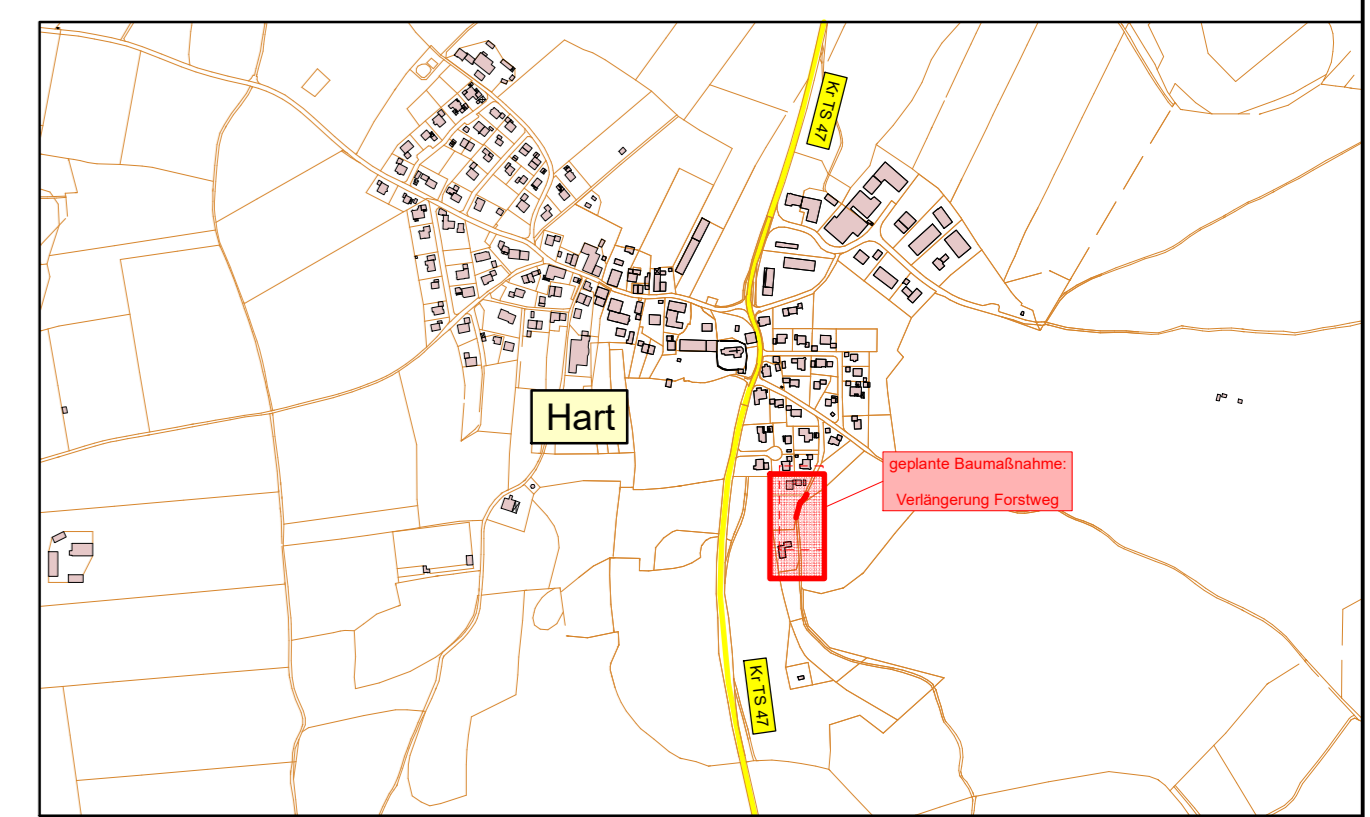 Kr TS 47
Hart
geplante Baumaßnahme:
Verlängerung Forstweg
Kr TS 47